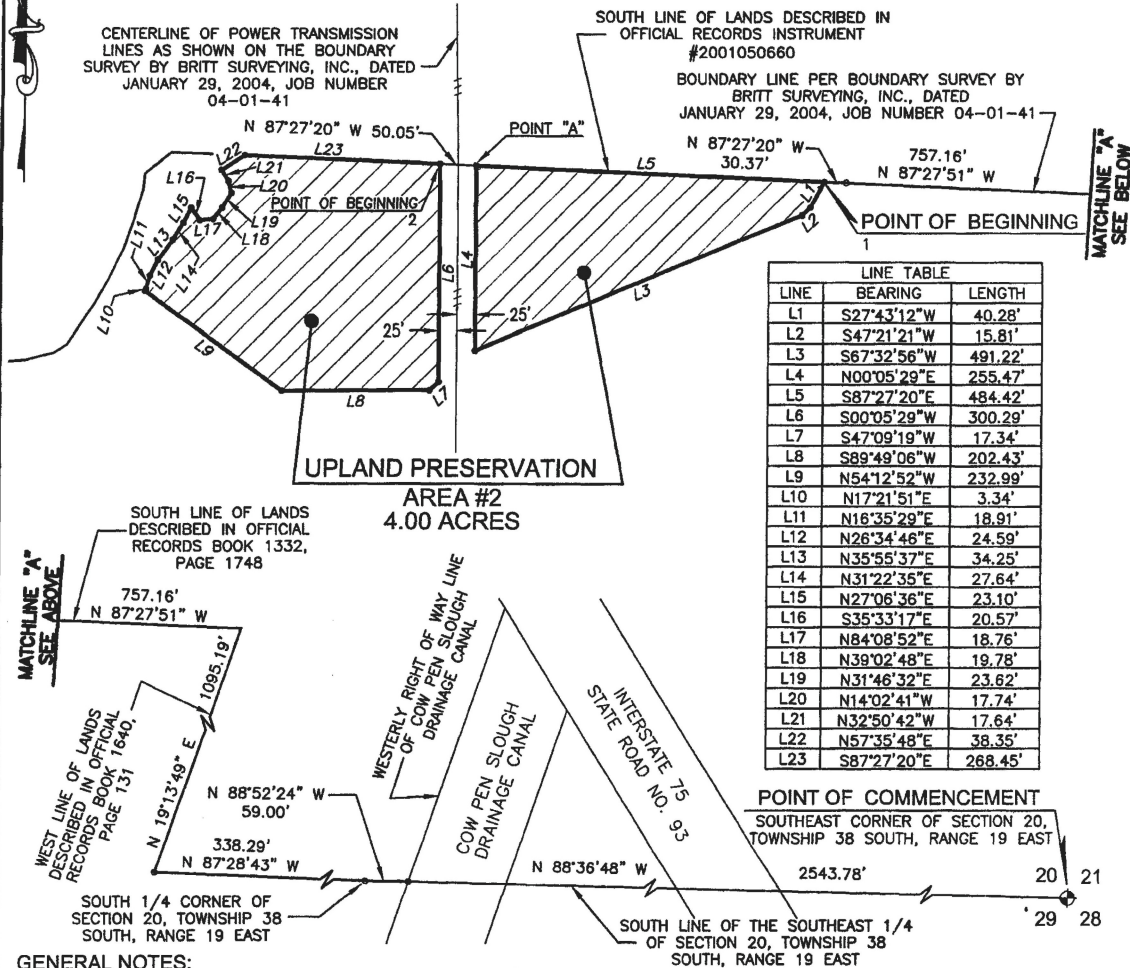 CENTERLINE OF POWER TRANSMISSION
LINES AS SHOWN ON THE BOUNDARY
SURVEY BY BRITT SURVEYING, INC., DATED
JANUARY 29, 2004, JOB NUMBER
04-01-41
SOUTH LINE OF LANDS DESCRIBED IN
OFFICIAL RECORDS INSTRUMENT
#2001050660
BOUNDARY LINE PER BOUNDARY SURVEY BY
BRITT SURVEYING, INC., DATED
JANUARY 29, 2004, JOB NUMBER 04-01-41
N 87°27'20" W 50.05'
POINT "A"
N 87°27'20" W
30.37'
757.16'
N 87°27'51" W
MATCHLINE "A"
SEE BELOW
L22
L23
L21
L20
L16
L19
L15
L17
L18
L11
L13
L12
L14
L10
L9
L8
L7
L6
L4
L5
L1
L2
L3
POINT OF BEGINNING
2
POINT OF BEGINNING
1
25'
25'
UPLAND PRESERVATION
AREA #2
4.00 ACRES
LINE TABLE
LINE BEARING LENGTH
L1 S27°43'12"W 40.28'
L2 S47°21'21"W 15.81'
L3 S67°32'56"W 491.22'
L4 N00°05'29"E 255.47'
L5 S87°27'20"E 484.42'
L6 S00°05'29"W 300.29'
L7 S47°09'19"W 17.34'
L8 S89°49'06"W 202.43'
L9 N54°12'52"W 232.99'
L10 N17°21'51"E 3.34'
L11 N16°35'29"E 18.91'
L12 N26°34'46"E 24.59'
L13 N35°55'37"E 34.25'
L14 N31°22'35"E 27.64'
L15 N27°06'36"E 23.10'
L16 S35°33'17"E 20.57'
L17 N84°08'52"E 18.76'
L18 N39°02'48"E 19.78'
L19 N31°46'32"E 23.62'
L20 N14°02'41"W 17.74'
L21 N32°50'42"W 17.64'
L22 N57°35'48"E 38.35'
L23 S87°27'20"E 268.45'
SOUTH LINE OF LANDS
DESCRIBED IN OFFICIAL
RECORDS BOOK 1332,
PAGE 1748
MATCHLINE "A"
SEE ABOVE
757.16'
N 87°27'51" W
1095.19'
N 19°13'49" E
WEST LINE OF LANDS
DESCRIBED IN OFFICIAL
RECORDS BOOK 1640,
PAGE 131
WESTERLY RIGHT OF WAY LINE
OF COW PEN SLOUGH
DRAINAGE CANAL
COW PEN SLOUGH
DRAINAGE CANAL
INTERSTATE 75
STATE ROAD NO. 93
N 88°52'24" W
59.00'
338.29'
N 87°28'43" W
SOUTH 1/4 CORNER OF
SECTION 20, TOWNSHIP 38
SOUTH, RANGE 19 EAST
N 88°36'48" W
2543.78'
POINT OF COMMENCEMENT
SOUTHEAST CORNER OF SECTION 20,
TOWNSHIP 38 SOUTH, RANGE 19 EAST
20 21
29 28
SOUTH LINE OF THE SOUTHEAST 1/4
OF SECTION 20, TOWNSHIP 38
SOUTH, RANGE 19 EAST
GENERAL NOTES: